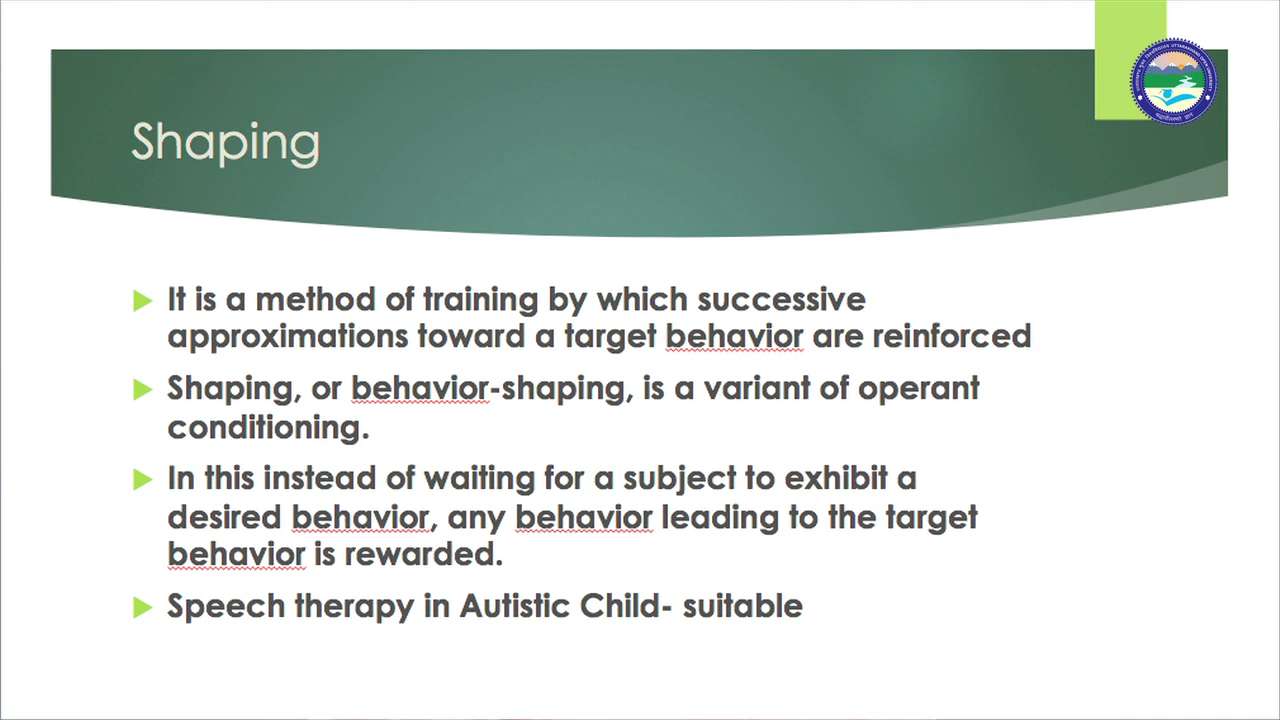 Shaping
It is a method of training by which successive
approximations toward a target behavior are reinforced
Shaping, or behavior-shaping, is a variant of operant
conditioning.
In this instead of waiting for a subject to exhibit a
desired behavior, any behavior leading to the target
behavior is rewarded.
Speech therapy in Autistic Child- suitable